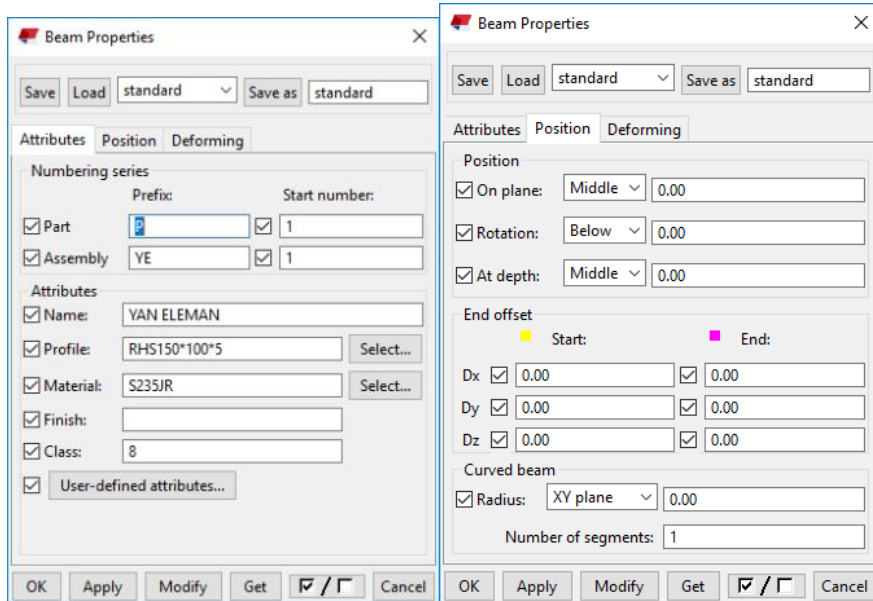 Beam Properties
Save Load standard Save as standard
Attributes Position Deforming
Numbering series
Prefix: Start number:
Part P 1
Assembly YE 1
Attributes
Name: YAN ELEMAN
Profile: RHS150*100*5 Select...
Material: S235JR Select...
Finish:
Class: 8
User-defined attributes...
OK Apply Modify Get / Cancel
Beam Properties
Save Load standard Save as standard
Attributes Position Deforming
Position
On plane: Middle 0.00
Rotation: Below 0.00
At depth: Middle 0.00
End offset
Start: End:
Dx 0.00 0.00
Dy 0.00 0.00
Dz 0.00 0.00
Curved beam
Radius: XY plane 0.00
Number of segments: 1
OK Apply Modify Get / Cancel